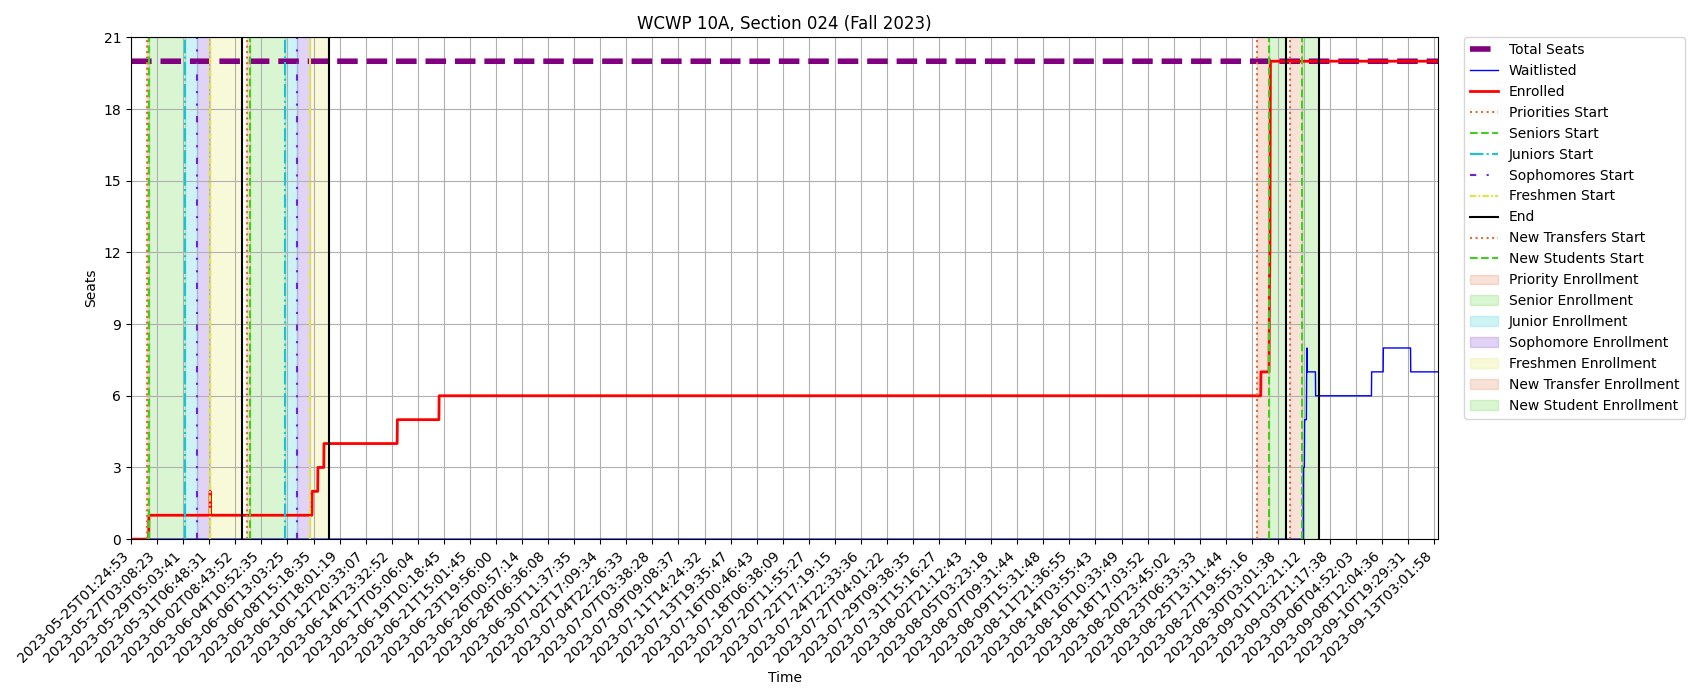 WCWP 10A, Section 024 (Fall 2023)
21
18
15
12
9
6
3
0
Seats
2023-05-25T01:24:53
2023-05-27T03:08:23
2023-05-29T05:03:41
2023-05-31T06:48:31
2023-06-02T08:43:52
2023-06-04T10:52:35
2023-06-06T13:03:25
2023-06-08T15:18:35
2023-06-10T18:01:19
2023-06-12T20:33:07
2023-06-14T23:32:52
2023-06-17T05:06:04
2023-06-19T10:18:45
2023-06-21T15:01:45
2023-06-23T19:56:00
2023-06-26T00:57:14
2023-06-28T06:36:08
2023-06-30T11:37:35
2023-07-02T17:09:34
2023-07-04T22:26:33
2023-07-07T03:38:28
2023-07-09T09:08:37
2023-07-11T14:24:32
2023-07-13T19:35:47
2023-07-16T00:46:43
2023-07-18T06:38:09
2023-07-20T11:55:27
2023-07-22T17:19:15
2023-07-24T22:33:36
2023-07-27T04:01:22
2023-07-29T09:38:35
2023-07-31T15:16:27
2023-08-02T21:12:43
2023-08-05T03:23:18
2023-08-07T09:31:44
2023-08-09T15:31:48
2023-08-11T21:36:55
2023-08-14T03:55:43
2023-08-16T10:33:49
2023-08-18T17:03:52
2023-08-20T23:45:02
2023-08-23T06:33:33
2023-08-25T13:11:44
2023-08-27T19:55:16
2023-08-30T03:01:38
2023-09-01T12:21:12
2023-09-03T21:17:38
2023-09-06T04:52:03
2023-09-08T12:04:36
2023-09-10T19:29:31
2023-09-13T03:01:58
Time
Total Seats
Waitlisted
Enrolled
Priorities Start
Seniors Start
Juniors Start
Sophomores Start
Freshmen Start
End
New Transfers Start
New Students Start
Priority Enrollment
Senior Enrollment
Junior Enrollment
Sophomore Enrollment
Freshmen Enrollment
New Transfer Enrollment
New Student Enrollment